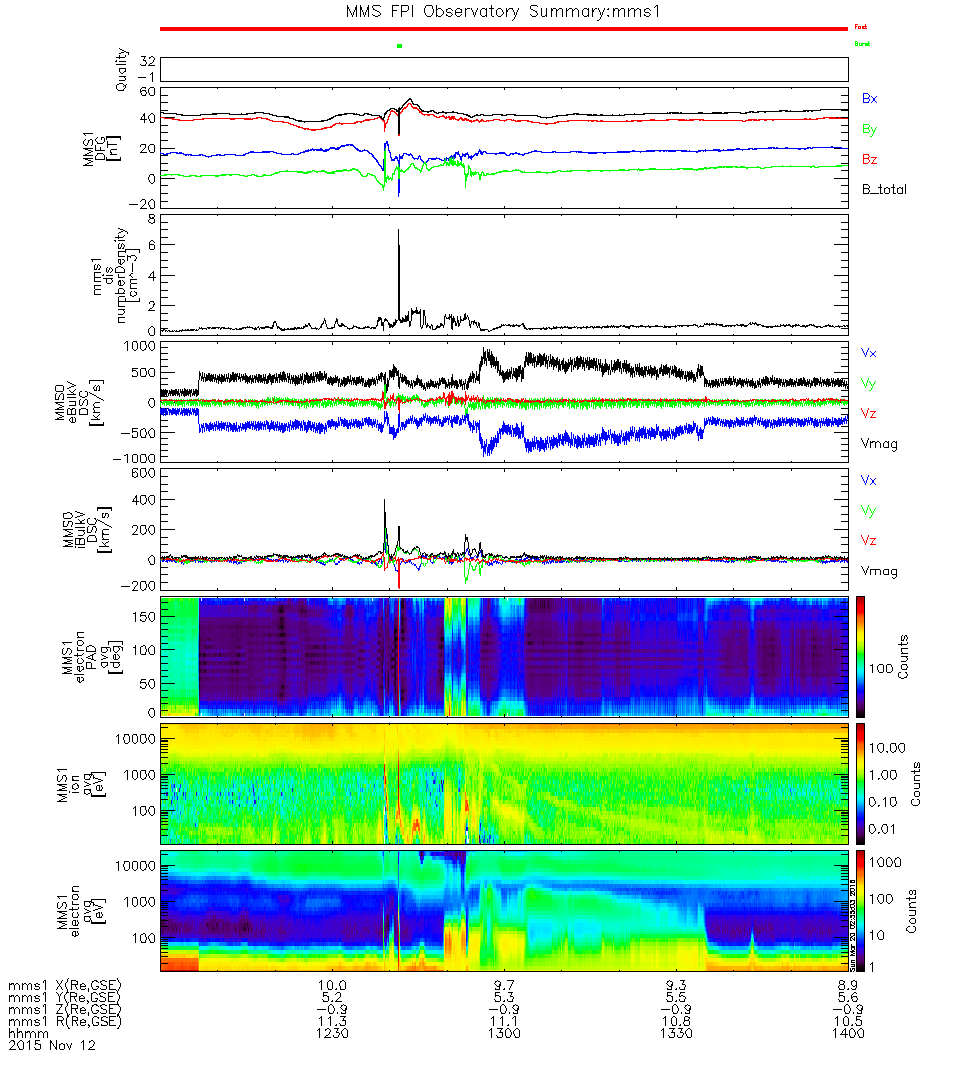 MMS FPI Observatory Summary:mms1
Fast
Burst
Quality
32
-1
MMS1
DFG
[nT]
60
40
20
0
-20
Bx
By
Bz
B_total
mms1
dis
numberDensity
[cm^-3]
8
6
4
2
0
MMS0
eBulkV
DSC
[km/s]
1000
500
0
-500
-1000
Vx
Vy
Vz
Vmag
MMS0
iBulkV
DSC
[km/s]
600
400
200
0
-200
Vx
Vy
Vz
Vmag
MMS1
electron
PAD
avg
[deg]
150
100
50
0
100
Counts
MMS1
ion
avg
[eV]
10000
1000
100
10.00
1.00
0.10
0.01
Counts
MMS1
electron
avg
[eV]
10000
1000
100
1000
100
10
1
Counts
mms1 X(Re,GSE) 10.0 9.7 9.3 8.9
mms1 Y(Re,GSE) 5.2 5.3 5.5 5.6
mms1 Z(Re,GSE) -0.9 -0.9 -0.9 -0.9
mms1 R(Re,GSE) 11.3 11.1 10.8 10.5
hhmm 1230 1300 1330 1400
2015 Nov 12